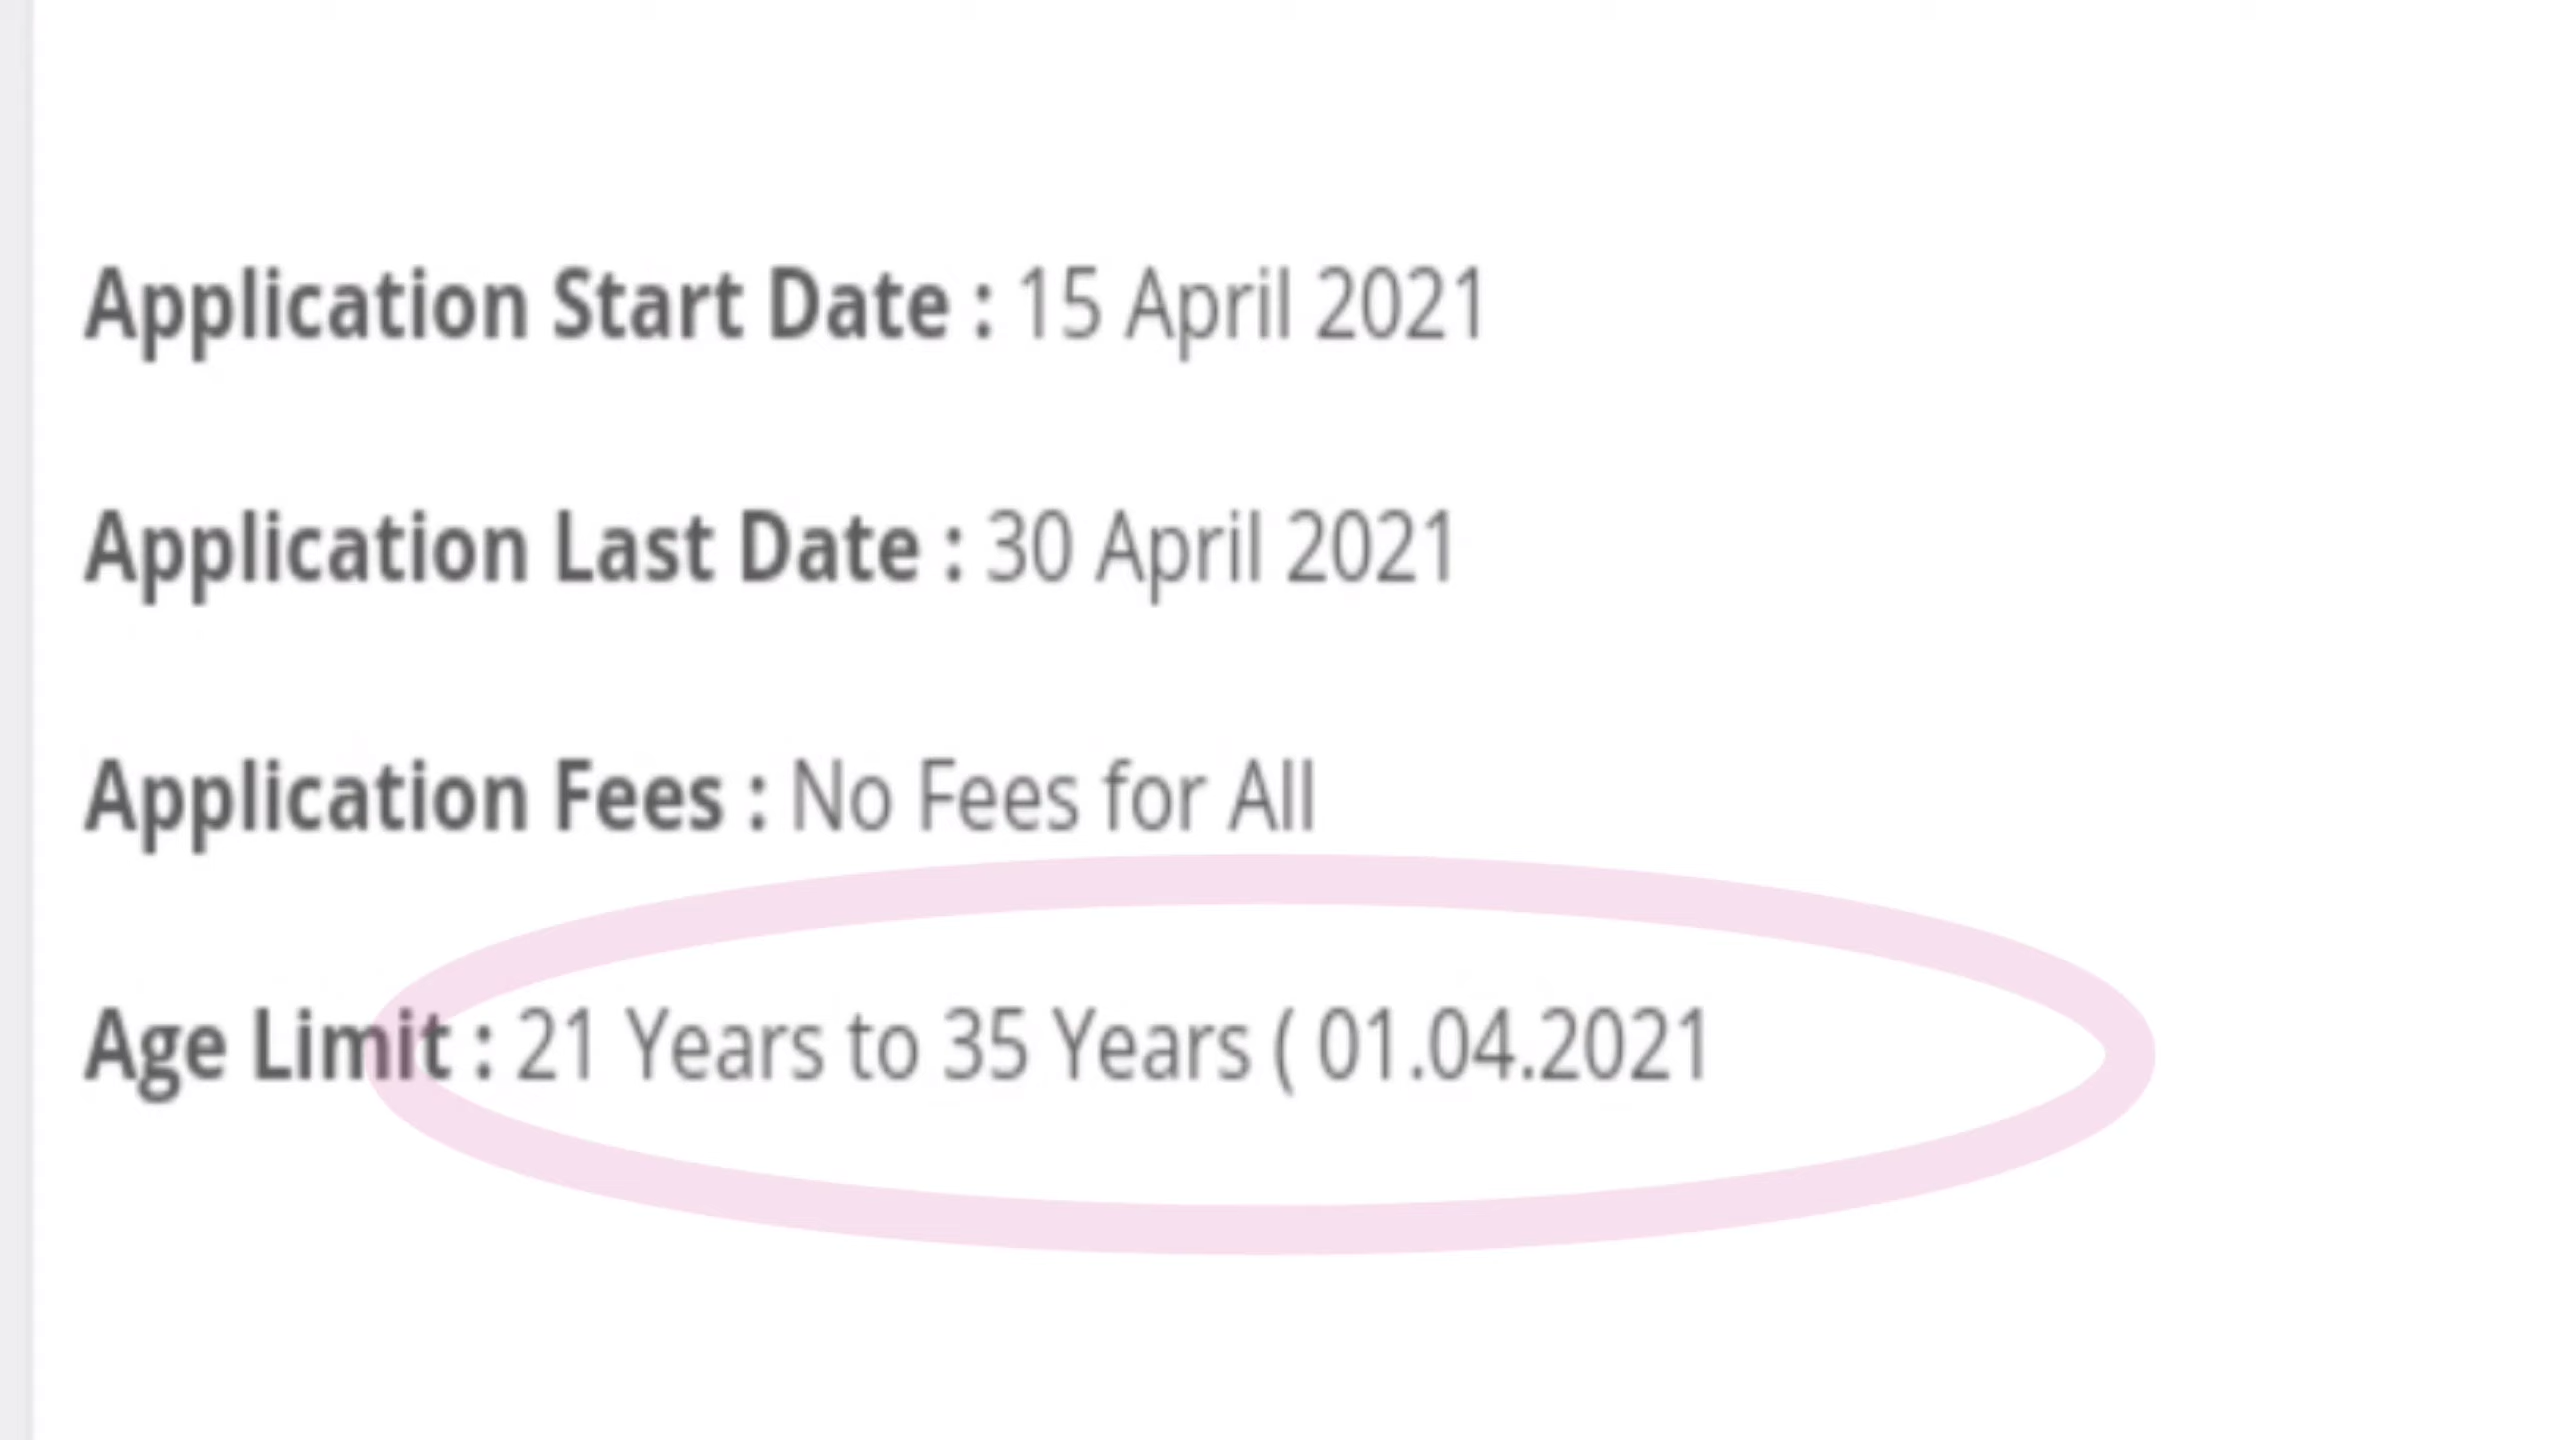 Application Start Date : 15 April 2021
Application Last Date : 30 April 2021
Application Fees : No Fees for All
Age Limit : 21 Years to 35 Years ( 01.04.2021